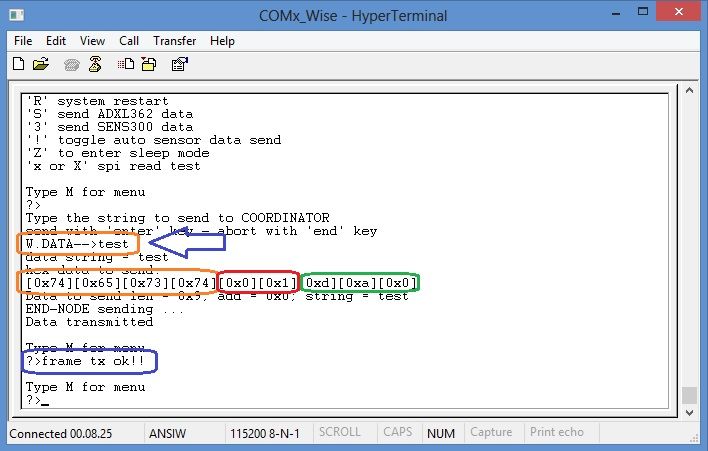 COMx_Wise - HyperTerminal
File Edit View Call Transfer Help
'R' system restart
'S' send ADXL362 data
'3' send SENS300 data
'!' toggle auto sensor data send
'Z' to enter sleep mode
'x or X' spi read test
Type M for menu
?>
Type the string to send to COORDINATOR
send with 'enter' key - abort with 'end' key
W.DATA-->test
data string = test
hex data to send:
[0x74][0x65][0x73][0x74][0x0][0x1][0xd][0xa][0x0]
Data to send len = 0x9, add = 0x0, string = test
END-NODE sending ...
Data transmitted
Type M for menu
?>frame tx ok!!
Type M for menu
?>_
Connected 00.08.25 ANSIW 115200 8-N-1 SCROLL CAPS NUM Capture Print echo